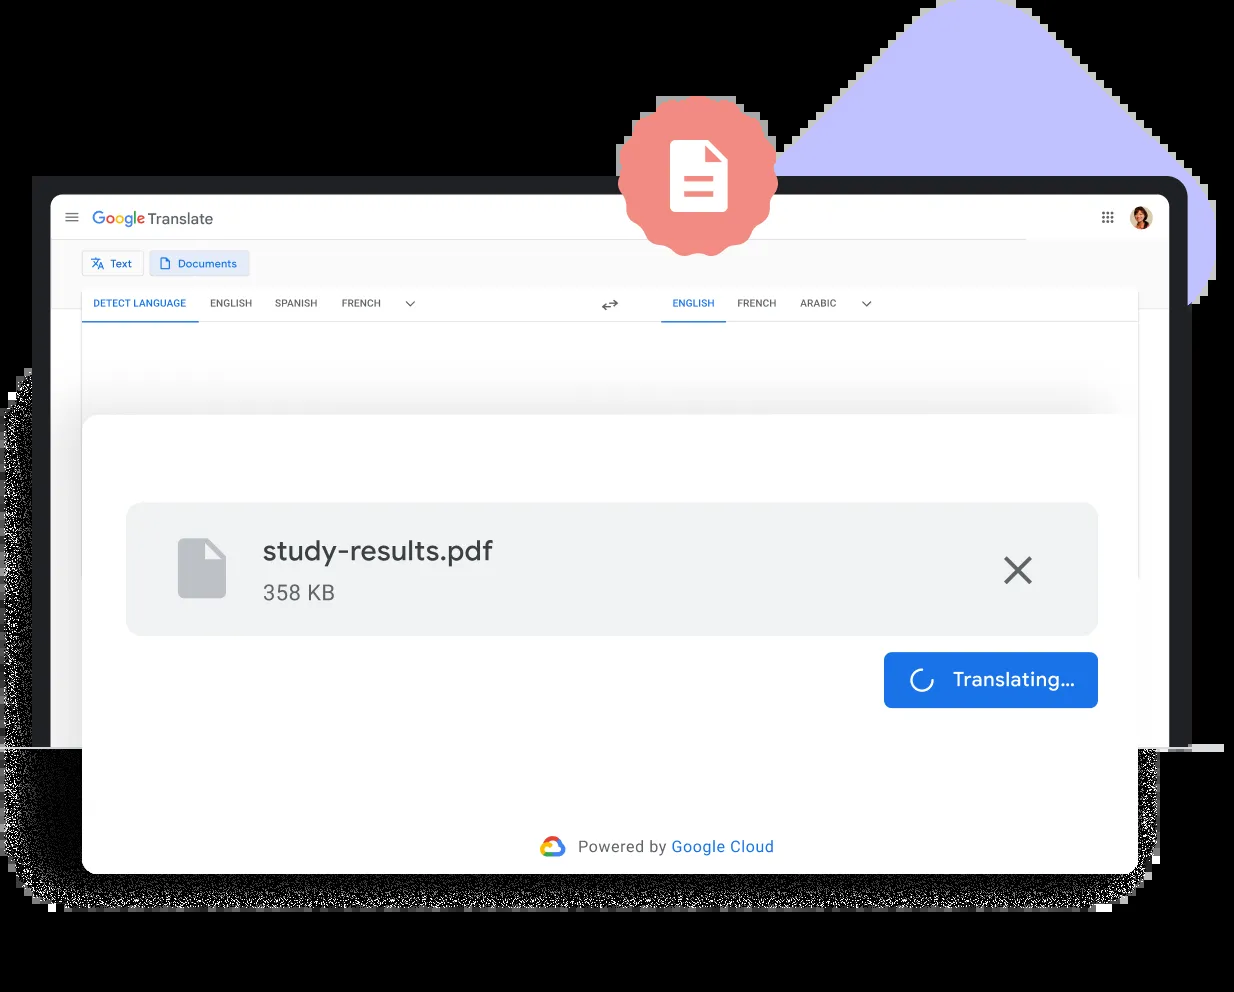 Google Translate
Text Documents
DETECT LANGUAGE ENGLISH SPANISH FRENCH ENGLISH FRENCH ARABIC
study-results.pdf
358 KB
Translating...
Powered by Google Cloud